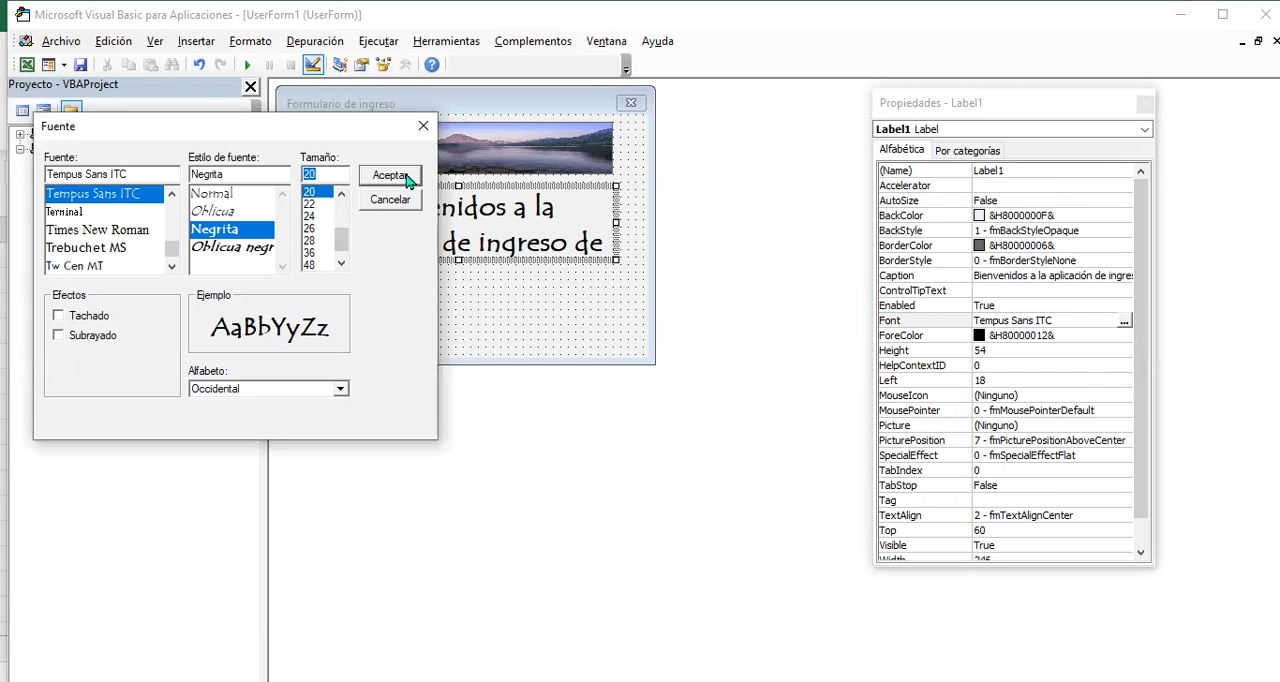 Microsoft Visual Basic para Aplicaciones - [UserForm1 (UserForm)]
Archivo Edición Ver Insertar Formato Depuración Ejecutar Herramientas Complementos Ventana Ayuda
Proyecto - VBAProject
Formulario de ingreso
enidos a la
de ingreso de
Fuente
Fuente:
Tempus Sans ITC
Tempus Sans ITC
Terminal
Times New Roman
Trebuchet MS
Tw Cen MT
Estilo de fuente:
Negrita
Normal
Oblicua
Negrita
Oblicua negr
Tamaño:
20
20
22
24
26
28
36
48
Aceptar
Cancelar
Efectos
Tachado
Subrayado
Ejemplo
AaBbYyZz
Alfabeto:
Occidental
Propiedades - Label1
Label1 Label
Alfabética Por categorías
(Name) Label1
Accelerator
AutoSize False
BackColor &H8000000F&
BackStyle 1 - fmBackStyleOpaque
BorderColor &H80000006&
BorderStyle 0 - fmBorderStyleNone
Caption Bienvenidos a la aplicación de ingre
ControlTipText
Enabled True
Font Tempus Sans ITC ...
ForeColor &H80000012&
Height 54
HelpContextID 0
Left 18
MouseIcon (Ninguno)
MousePointer 0 - fmMousePointerDefault
Picture (Ninguno)
PicturePosition 7 - fmPicturePositionAboveCenter
SpecialEffect 0 - fmSpecialEffectFlat
TabIndex 0
TabStop False
Tag
TextAlign 2 - fmTextAlignCenter
Top 60
Visible True
Width 246